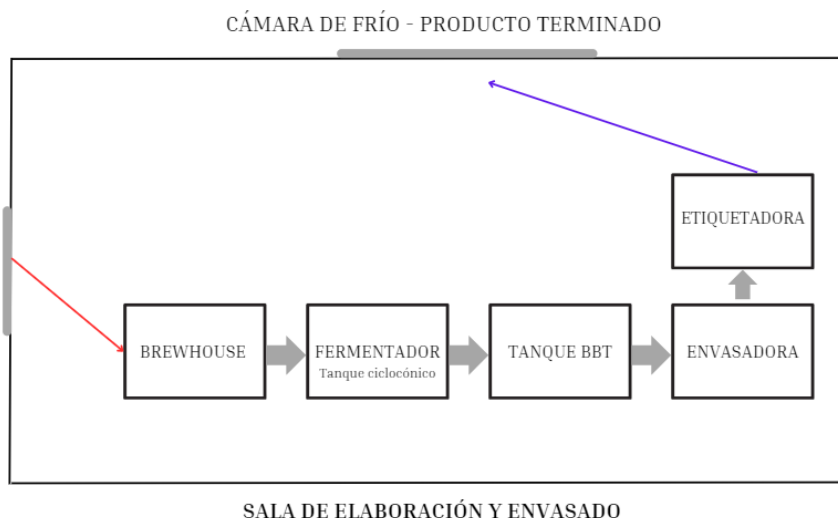 CÁMARA DE FRÍO - PRODUCTO TERMINADO
ETIQUETADORA
BREWHOUSE
FERMENTADOR
Tanque ciclocónico
TANQUE BBT
ENVASADORA
SALA DE ELABORACIÓN Y ENVASADO